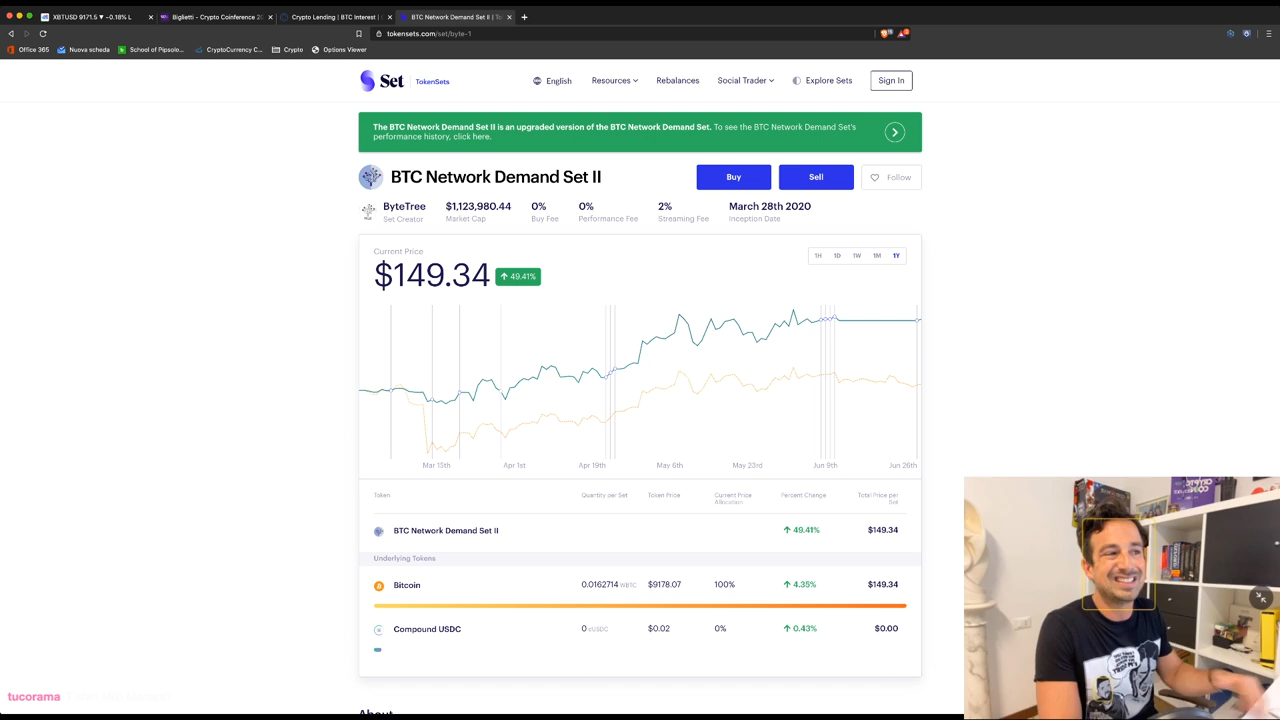 XBTUSD 9171.5 ▼ −0.18% L
Biglietti - Crypto Coinference 20
Crypto Lending | BTC Interest |
BTC Network Demand Set II | To
tokensets.com/set/byte-1
Office 365
Nuova scheda
School of Pipsolo...
CryptoCurrency C...
Crypto
Options Viewer
Set
TokenSets
English
Resources
Rebalances
Social Trader
Explore Sets
Sign In
The BTC Network Demand Set II is an upgraded version of the BTC Network Demand Set. To see the BTC Network Demand Set's
performance history, click here.
BTC Network Demand Set II
Buy
Sell
Follow
ByteTree
$1,123,980.44
0%
0%
2%
March 28th 2020
Set Creator
Market Cap
Buy Fee
Performance Fee
Streaming Fee
Inception Date
Current Price
1H 1D 1W 1M 1Y
$149.34
49.41%
Mar 15th
Apr 1st
Apr 19th
May 6th
May 23rd
Jun 9th
Jun 26th
Token
Quantity per Set
Token Price
Current Price
Allocation
Percent Change
Total Price per
Set
BTC Network Demand Set II
49.41%
$149.34
Underlying Tokens
Bitcoin
0.0162714 WBTC
$9178.07
100%
4.35%
$149.34
Compound USDC
0 cUSDC
$0.02
0%
0.43%
$0.00
tucorama
About